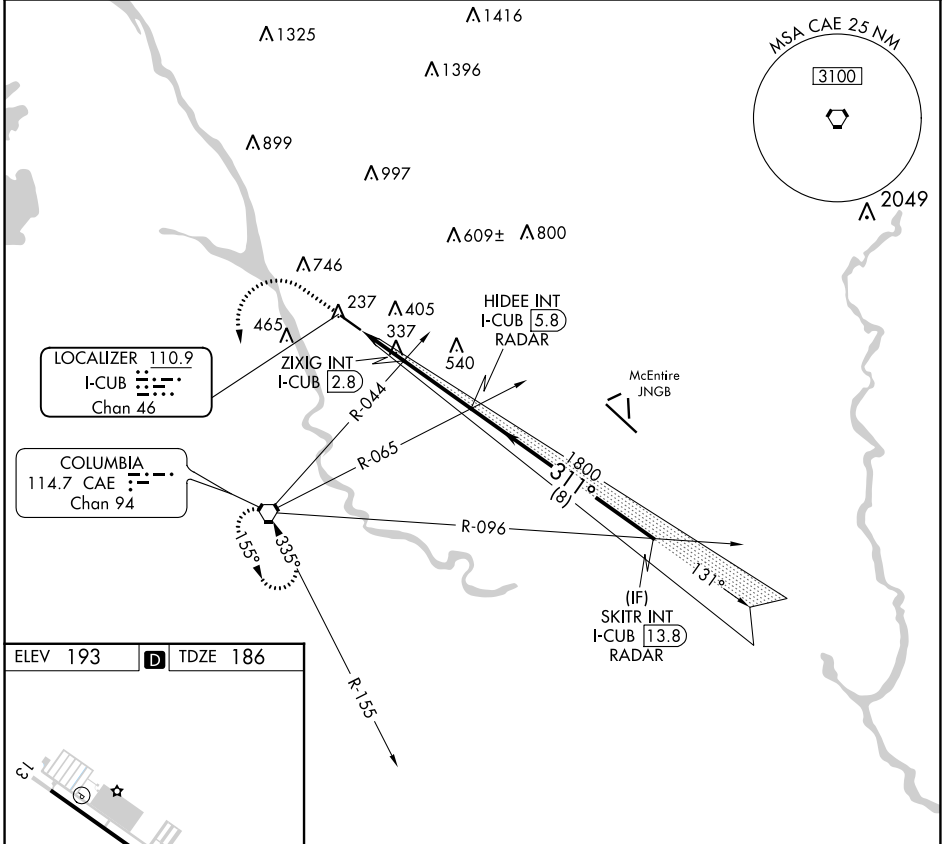 1416
1325
1396
MSA CAE 25 NM
3100
899
997
2049
609± 800
746
237
405
465
337
540
HIDEE INT
I-CUB 5.8
RADAR
ZIXIG INT
I-CUB 2.8
LOCALIZER 110.9
I-CUB
Chan 46
McEntire
JNGB
R-044
R-065
COLUMBIA
114.7 CAE
Chan 94
1800
311°
(8)
R-096
155°
335°
131°
(IF)
SKITR INT
I-CUB 13.8
RADAR
R-155
ELEV 193 D TDZE 186
13
P